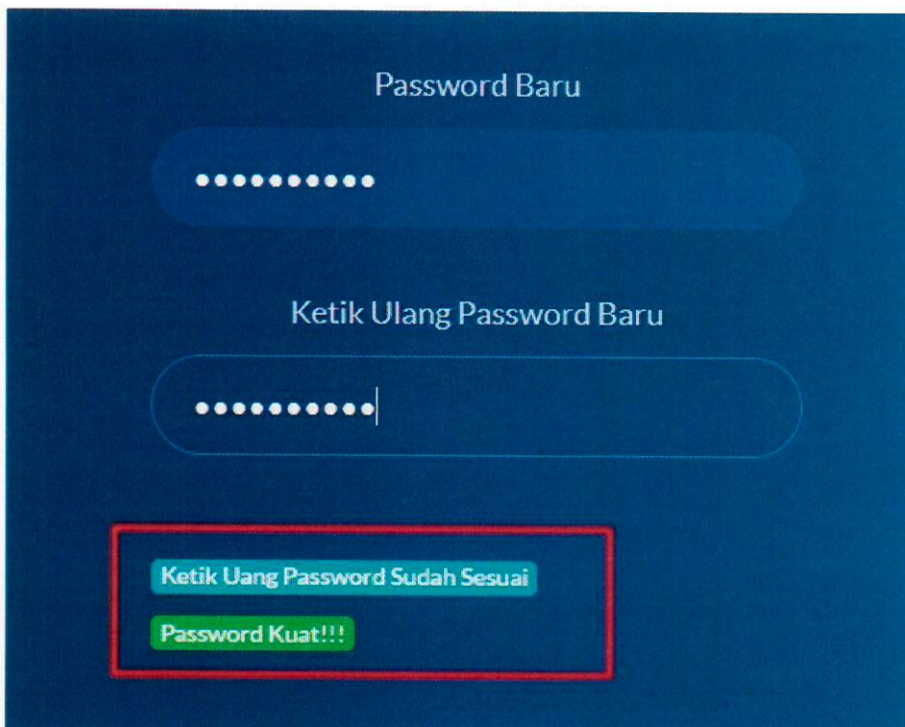 Password Baru
••••••••••
Ketik Ulang Password Baru
••••••••••
Ketik Uang Password Sudah Sesuai
Password Kuat!!!